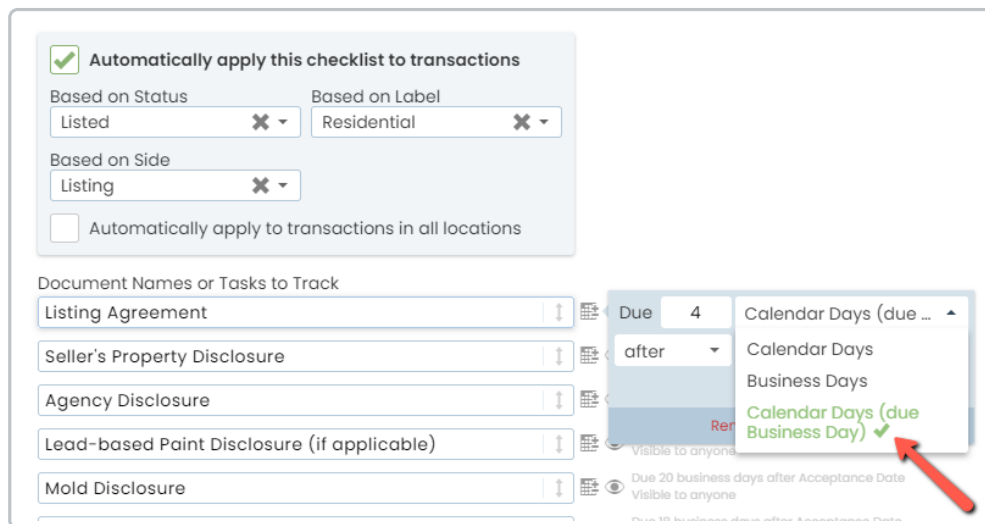 Automatically apply this checklist to transactions
Based on Status Based on Label
Listed Residential
Based on Side
Listing
Automatically apply to transactions in all locations
Document Names or Tasks to Track
Listing Agreement
Due 4 Calendar Days (due ...
Seller's Property Disclosure
after
Calendar Days
Business Days
Agency Disclosure
Calendar Days (due
Business Day)
Lead-based Paint Disclosure (if applicable)
Visible to anyone
Mold Disclosure
Due 20 business days after Acceptance Date
Visible to anyone